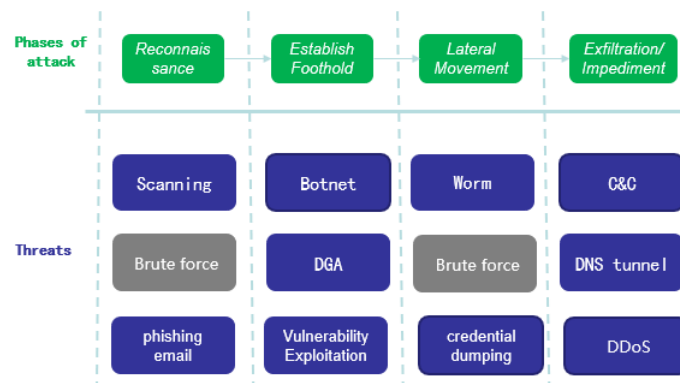 Phases of
attack
Reconnais
sance
Establish
Foothold
Lateral
Movement
Exfiltration/
Impediment
Threats
Scanning
Botnet
Worm
C&C
Brute force
DGA
Brute force
DNS tunnel
phishing
email
Vulnerability
Exploitation
credential
dumping
DDoS